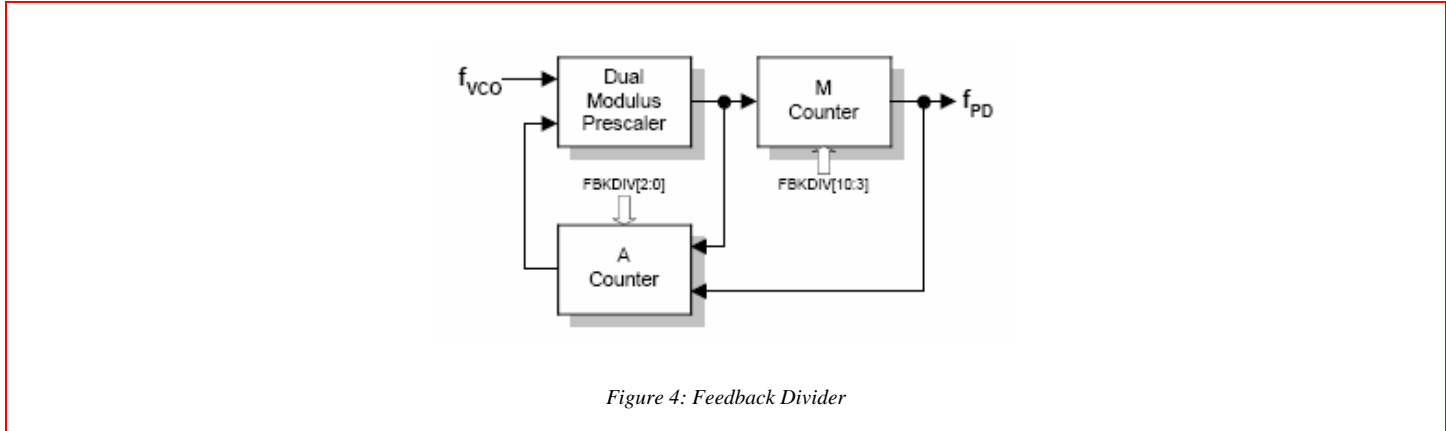 f_VCO
Dual
Modulus
Prescaler
M
Counter
f_PD
FBKDIV[2:0]
FBKDIV[10:3]
A
Counter
Figure 4: Feedback Divider